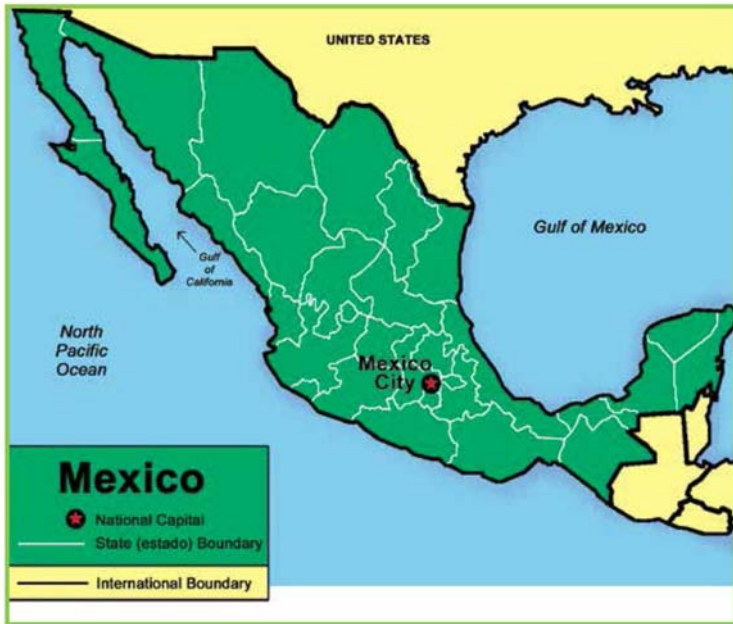 UNITED STATES
Gulf of Mexico
Gulf
of
California
North
Pacific
Ocean
Mexico
City
Mexico
National Capital
State (estado) Boundary
International Boundary